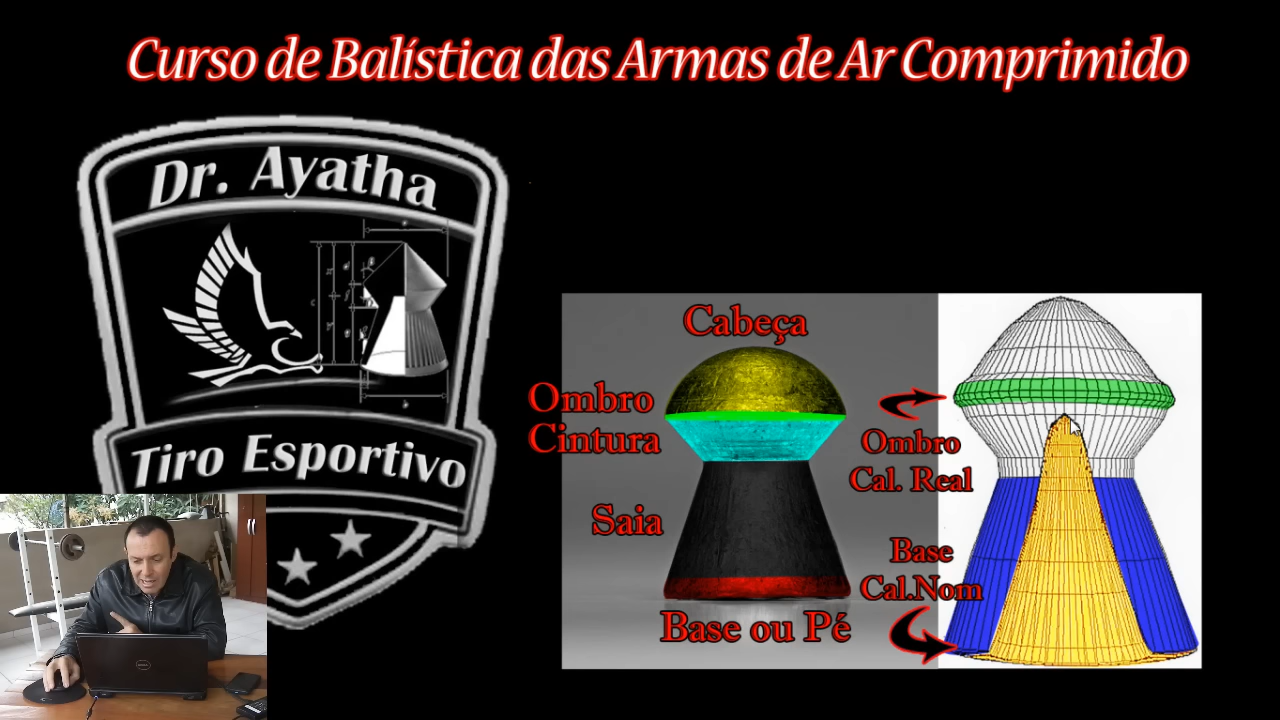 Curso de Balística das Armas de Ar Comprimido
Dr. Ayatha
Tiro Esportivo
Cabeça
Ombro
Cintura
Saia
Base ou Pé
Ombro
Cal. Real
Base
Cal.Nom